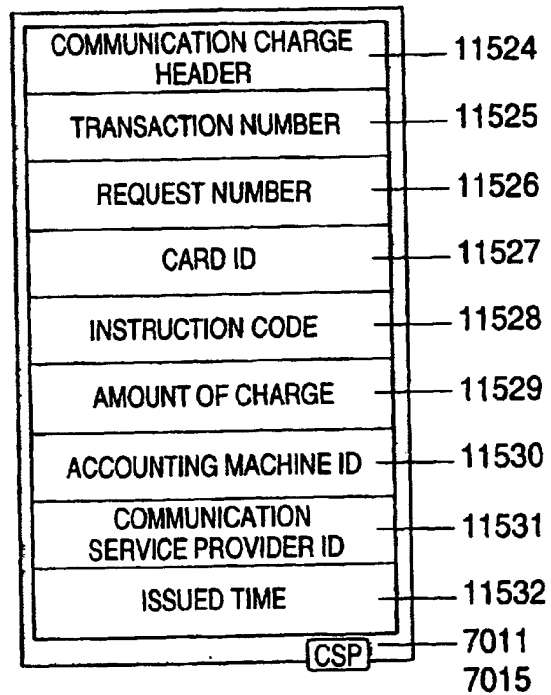 COMMUNICATION CHARGE
HEADER
11524
TRANSACTION NUMBER
11525
REQUEST NUMBER
11526
CARD ID
11527
INSTRUCTION CODE
11528
AMOUNT OF CHARGE
11529
ACCOUNTING MACHINE ID
11530
COMMUNICATION
SERVICE PROVIDER ID
11531
ISSUED TIME
11532
CSP
7011
7015